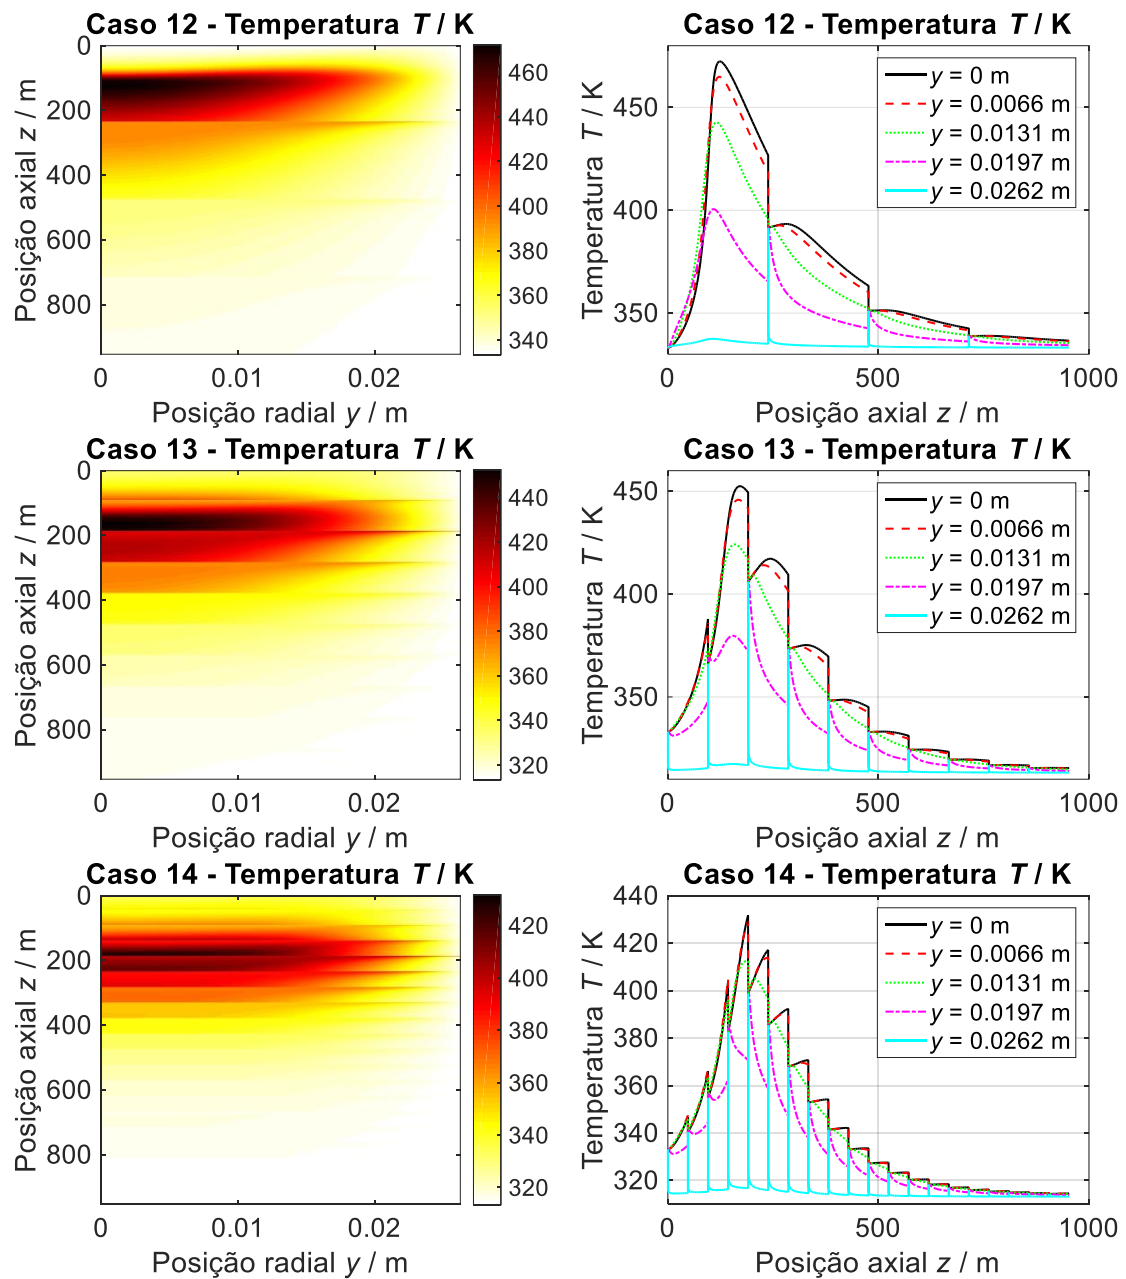 Caso 12 - Temperatura T / K
0
200
400
600
800
Posição axial z / m
0
0.01
0.02
Posição radial y / m
460
440
420
400
380
360
340
Caso 12 - Temperatura T / K
450
400
350
Temperatura T / K
0
500
1000
Posição axial z / m
y = 0 m
y = 0.0066 m
y = 0.0131 m
y = 0.0197 m
y = 0.0262 m
Caso 13 - Temperatura T / K
0
200
400
600
800
Posição axial z / m
0
0.01
0.02
Posição radial y / m
440
420
400
380
360
340
320
Caso 13 - Temperatura T / K
450
400
350
Temperatura T / K
0
500
1000
Posição axial z / m
y = 0 m
y = 0.0066 m
y = 0.0131 m
y = 0.0197 m
y = 0.0262 m
Caso 14 - Temperatura T / K
0
200
400
600
800
Posição axial z / m
0
0.01
0.02
Posição radial y / m
420
400
380
360
340
320
Caso 14 - Temperatura T / K
440
420
400
380
360
340
320
Temperatura T / K
0
500
1000
Posição axial z / m
y = 0 m
y = 0.0066 m
y = 0.0131 m
y = 0.0197 m
y = 0.0262 m